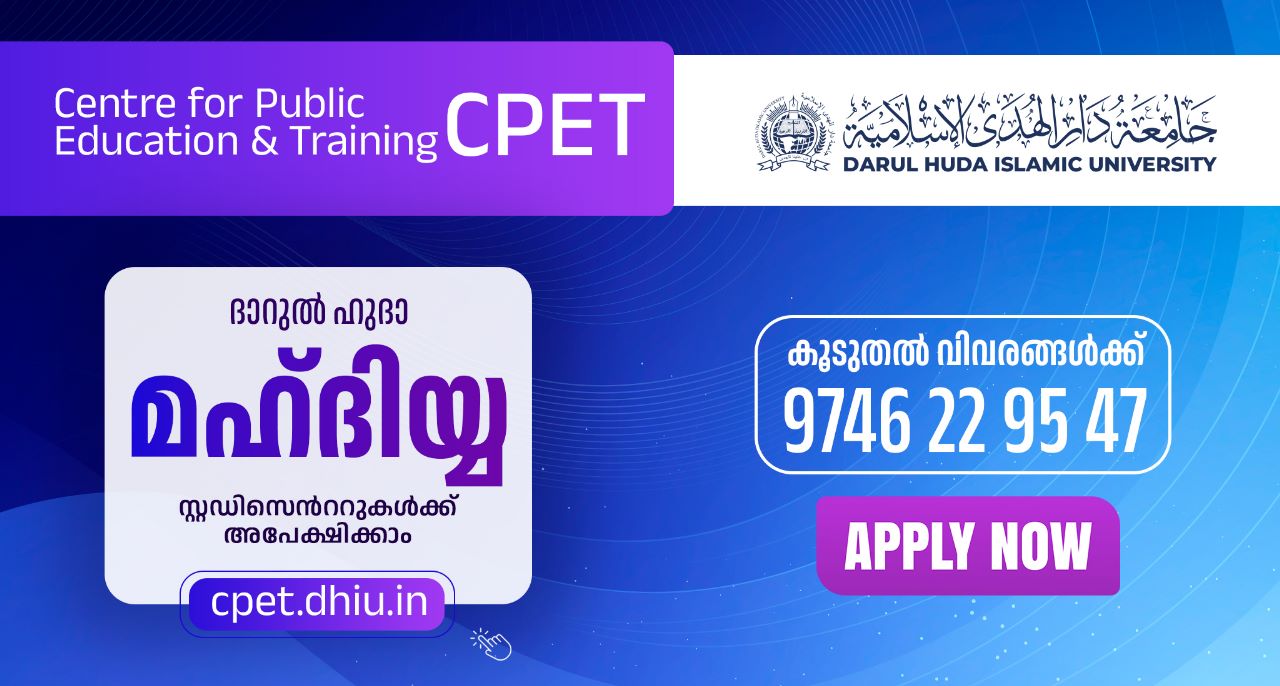 Centre for Public
Education & Training
CPET
جامعة دار الهدى الإسلامية
DARUL HUDA ISLAMIC UNIVERSITY
ദാറുൽ ഹുദാ
മഹ്ദിയ്യ
സ്റ്റഡിസെൻററുകൾക്ക്
അപേക്ഷിക്കാം
cpet.dhiu.in
കൂടുതൽ വിവരങ്ങൾക്ക്
9746 22 95 47
APPLY NOW